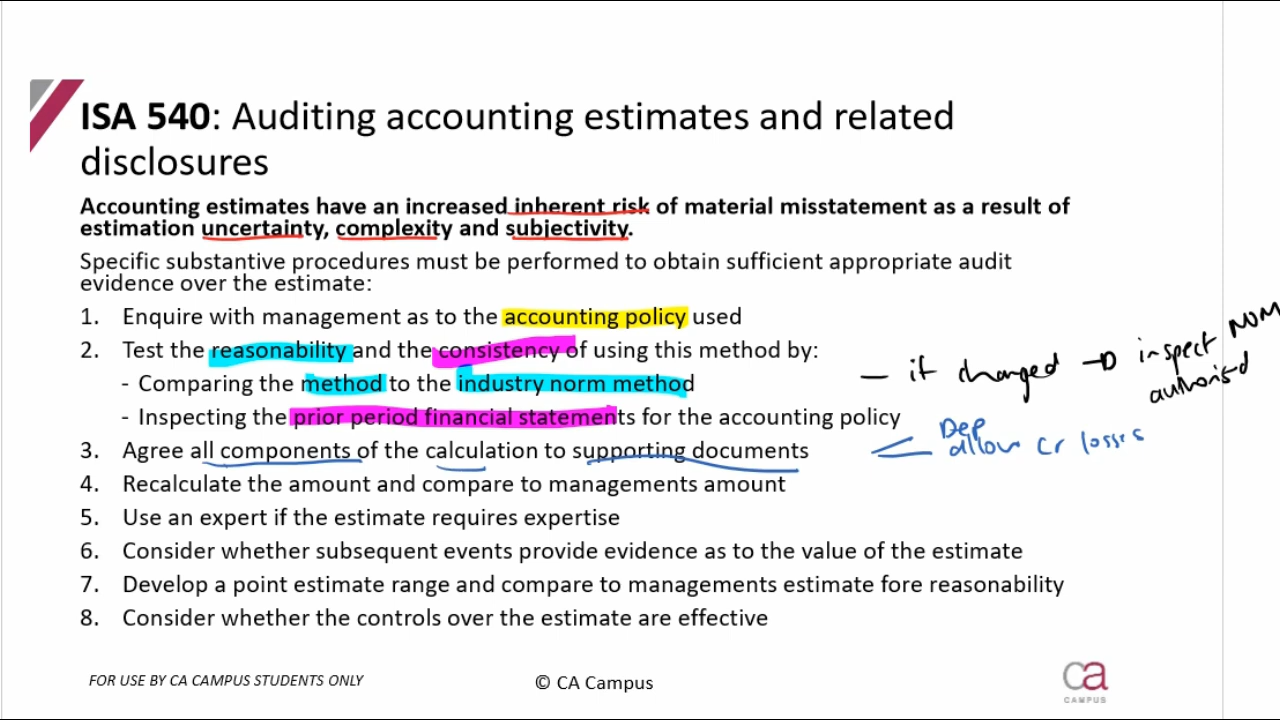 ISA 540: Auditing accounting estimates and related
disclosures
Accounting estimates have an increased inherent risk of material misstatement as a result of
estimation uncertainty, complexity and subjectivity.
Specific substantive procedures must be performed to obtain sufficient appropriate audit
evidence over the estimate:
1. Enquire with management as to the accounting policy used
2. Test the reasonability and the consistency of using this method by:
- Comparing the method to the industry norm method
- Inspecting the prior period financial statements for the accounting policy
— if changed → inspect MOM
authorised
3. Agree all components of the calculation to supporting documents
Dep
allow cr losses
4. Recalculate the amount and compare to managements amount
5. Use an expert if the estimate requires expertise
6. Consider whether subsequent events provide evidence as to the value of the estimate
7. Develop a point estimate range and compare to managements estimate fore reasonability
8. Consider whether the controls over the estimate are effective
FOR USE BY CA CAMPUS STUDENTS ONLY
© CA Campus
ca
CAMPUS